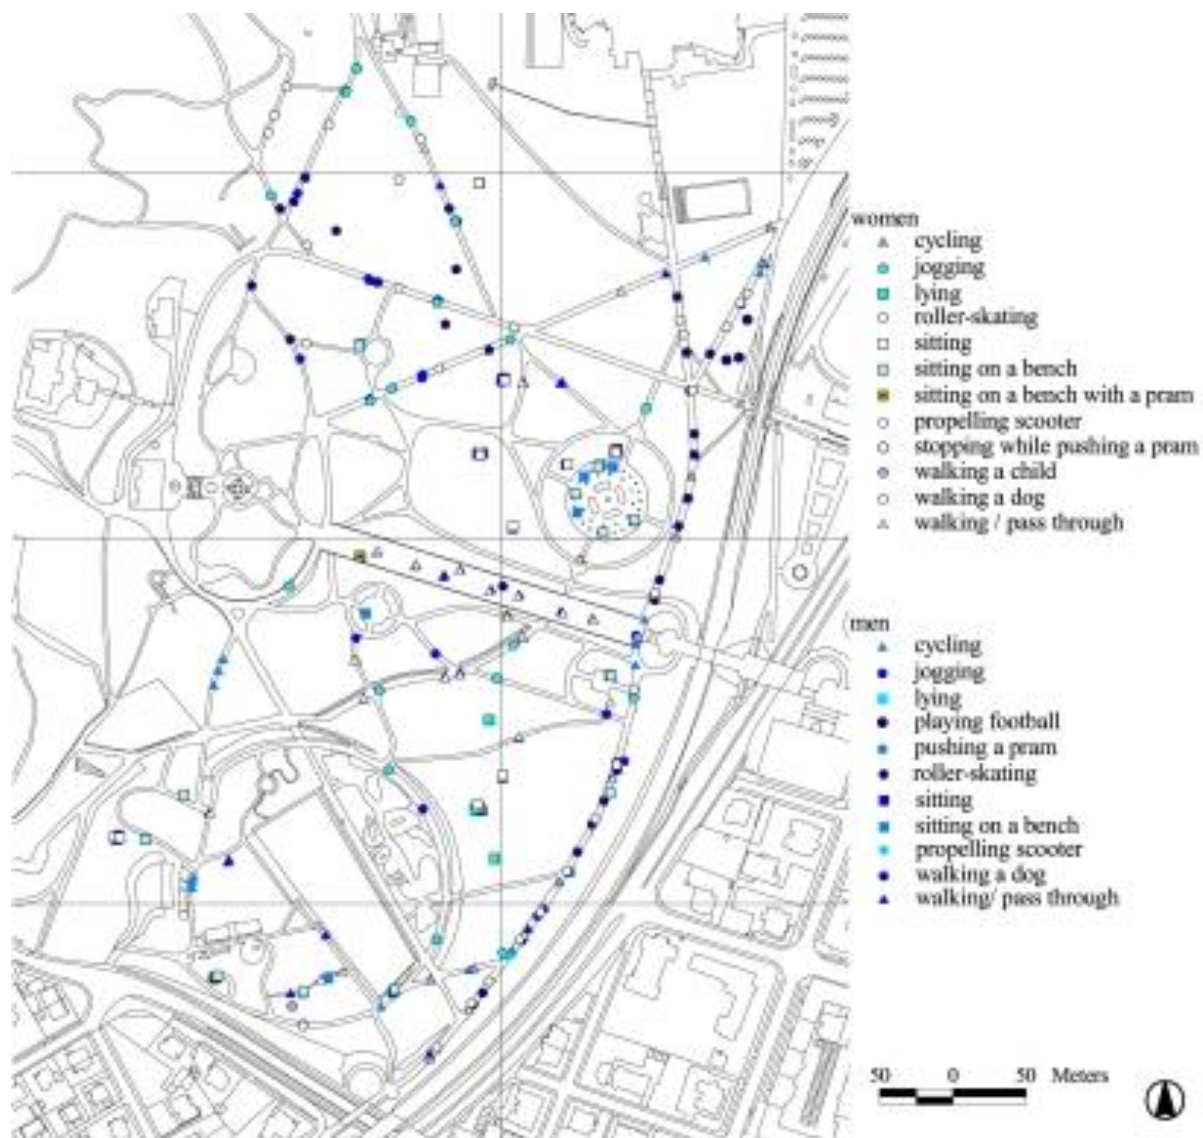 women
cycling
jogging
lying
roller-skating
sitting
sitting on a bench
sitting on a bench with a pram
propelling scooter
stopping while pushing a pram
walking a child
walking a dog
walking / pass through
men
cycling
jogging
lying
playing football
pushing a pram
roller-skating
sitting
sitting on a bench
propelling scooter
walking a dog
walking/ pass through
50 0 50 Meters